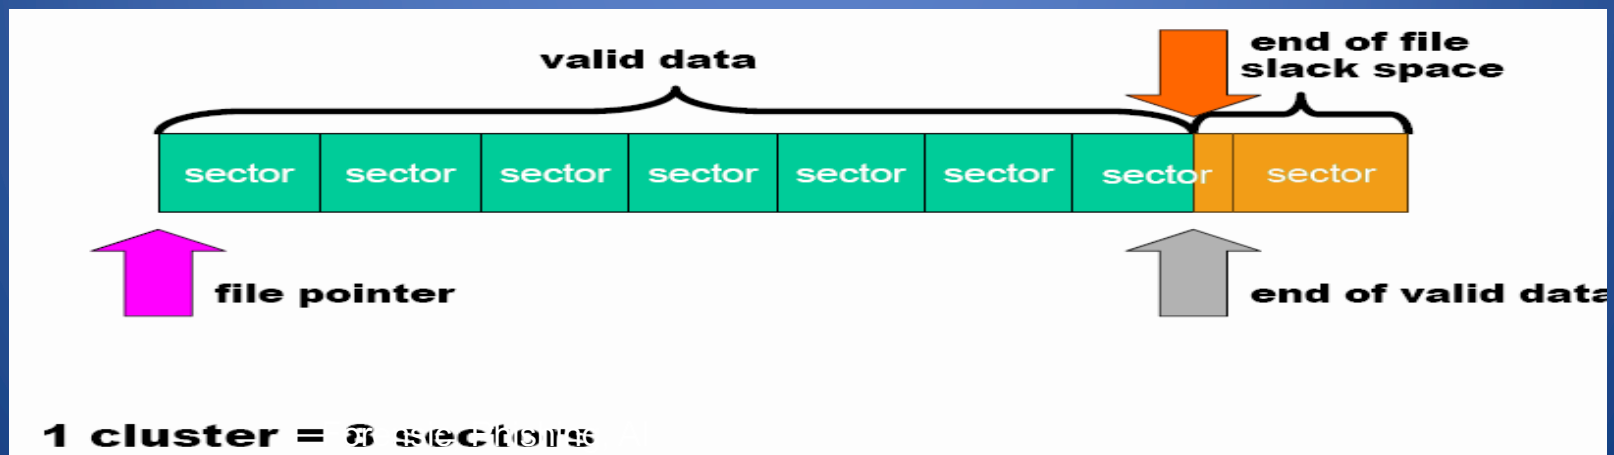 valid data
end of file
slack space
sector sector sector sector sector sector sector sector
file pointer
end of valid data
1 cluster =